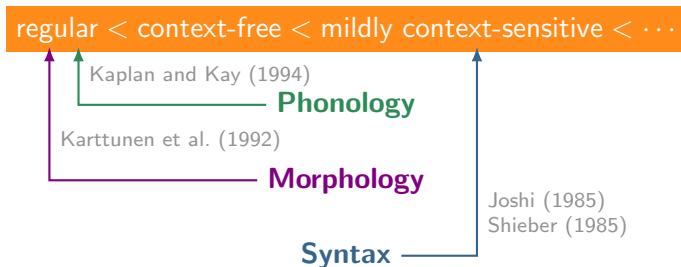 regular < context-free < mildly context-sensitive < ···
Kaplan and Kay (1994)
Phonology
Karttunen et al. (1992)
Morphology
Joshi (1985)
Shieber (1985)
Syntax